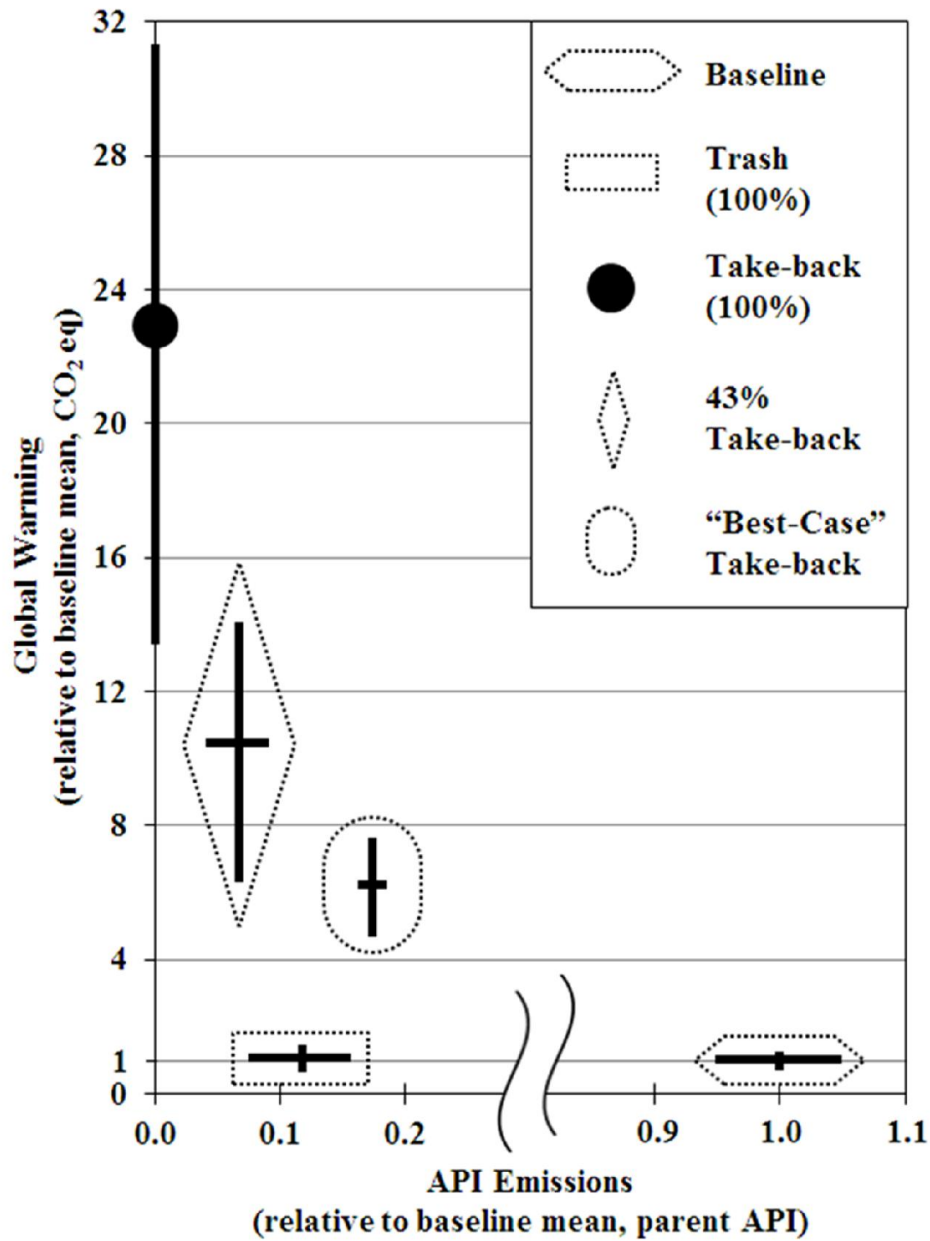 Global Warming
(relative to baseline mean, CO₂ eq)
32
28
24
20
16
12
8
4
1
0
Baseline
Trash
(100%)
Take-back
(100%)
43%
Take-back
“Best-Case”
Take-back
0.0 0.1 0.2 0.9 1.0 1.1
API Emissions
(relative to baseline mean, parent API)